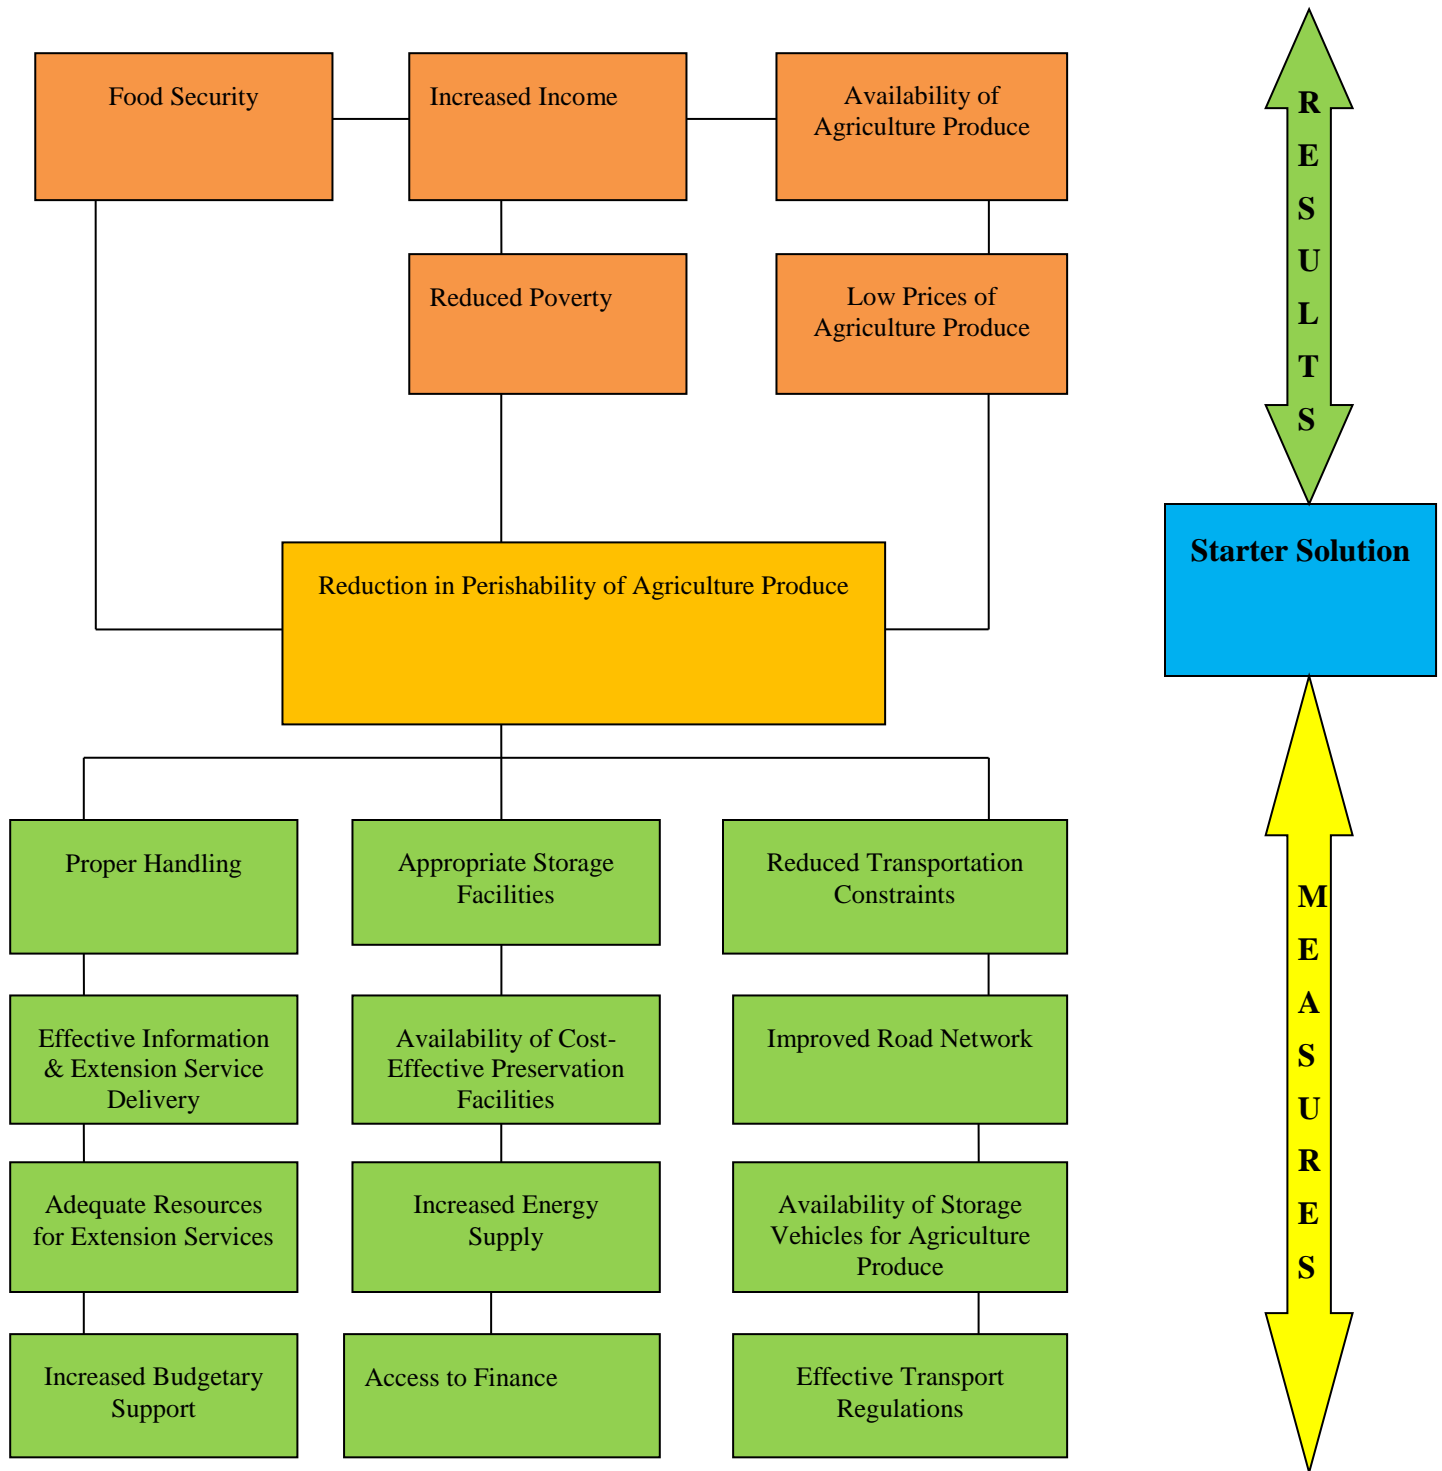 Food Security
Increased Income
Availability of
Agriculture Produce
Reduced Poverty
Low Prices of
Agriculture Produce
Reduction in Perishability of Agriculture Produce
Proper Handling
Appropriate Storage
Facilities
Reduced Transportation
Constraints
Effective Information
& Extension Service
Delivery
Availability of Cost-
Effective Preservation
Facilities
Improved Road Network
Adequate Resources
for Extension Services
Increased Energy
Supply
Availability of Storage
Vehicles for Agriculture
Produce
Increased Budgetary
Support
Access to Finance
Effective Transport
Regulations
R
E
S
U
L
T
S
Starter Solution
M
E
A
S
U
R
E
S